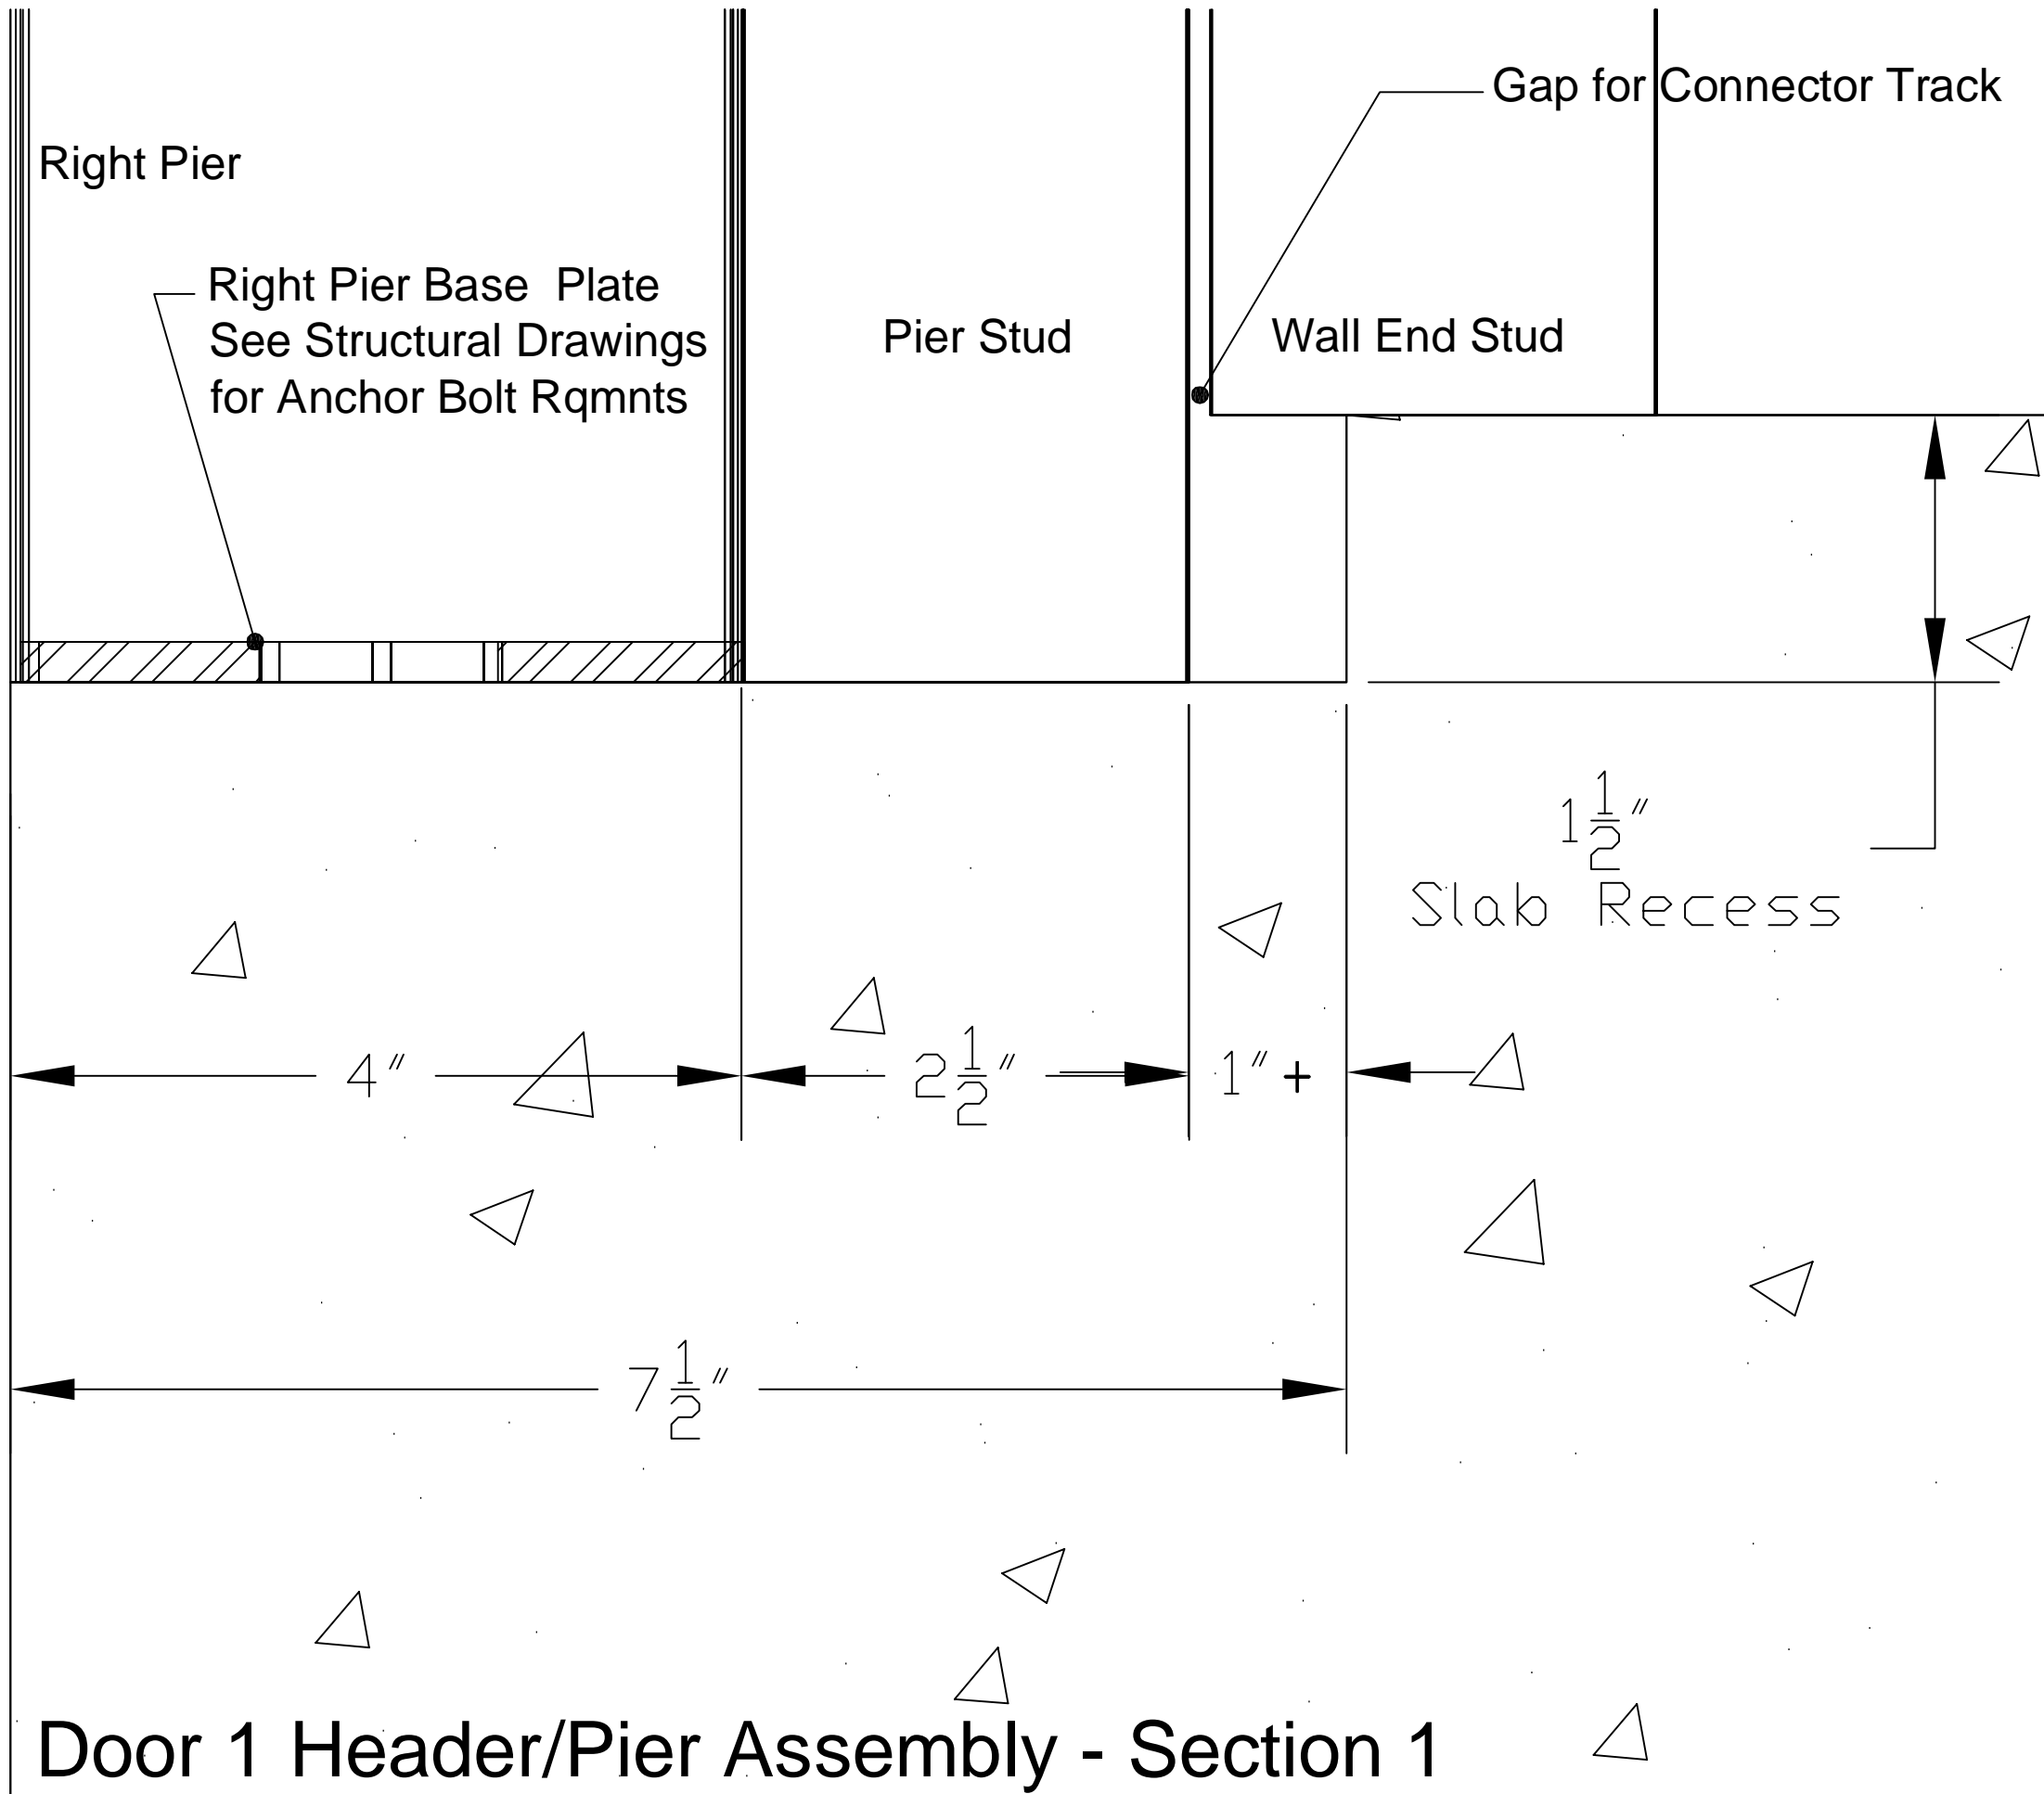 Gap for Connector Track
Right Pier
Right Pier Base Plate
See Structural Drawings
for Anchor Bolt Rqmnts
Pier Stud
Wall End Stud
1 1/2"
Slab Recess
4"
2 1/2"
1"+
7 1/2"
Door 1 Header/Pier Assembly - Section 1